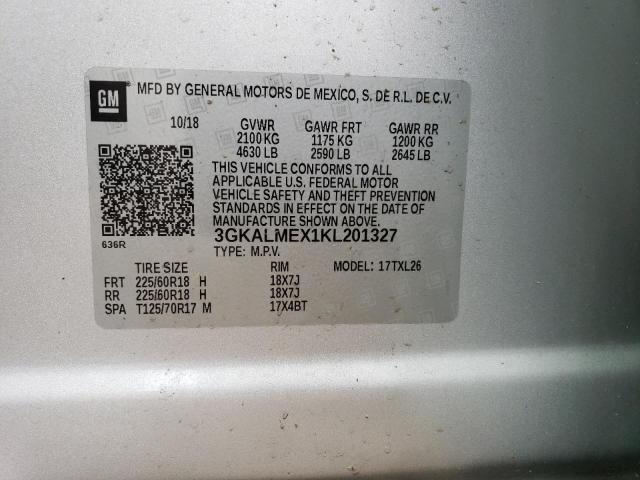 GM
MFD BY GENERAL MOTORS DE MEXICO, S. DE R.L. DE C.V.
10/18 GVWR GAWR FRT GAWR RR
2100 KG 1175 KG 1200 KG
4630 LB 2590 LB 2645 LB
THIS VEHICLE CONFORMS TO ALL
APPLICABLE U.S. FEDERAL MOTOR
VEHICLE SAFETY AND THEFT PREVENTION
STANDARDS IN EFFECT ON THE DATE OF
MANUFACTURE SHOWN ABOVE.
636R 3GKALMEX1KL201327
TYPE: M.P.V.
TIRE SIZE RIM MODEL: 17TXL26
FRT 225/60R18 H 18X7J
RR 225/60R18 H 18X7J
SPA T125/70R17 M 17X4BT